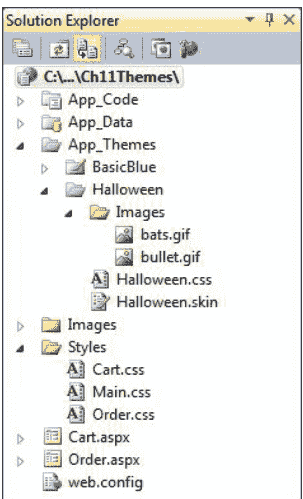 Solution Explorer
C:\...\Ch11Themes\
App_Code
App_Data
App_Themes
BasicBlue
Halloween
Images
bats.gif
bullet.gif
Halloween.css
Halloween.skin
Images
Styles
Cart.css
Main.css
Order.css
Cart.aspx
Order.aspx
web.config